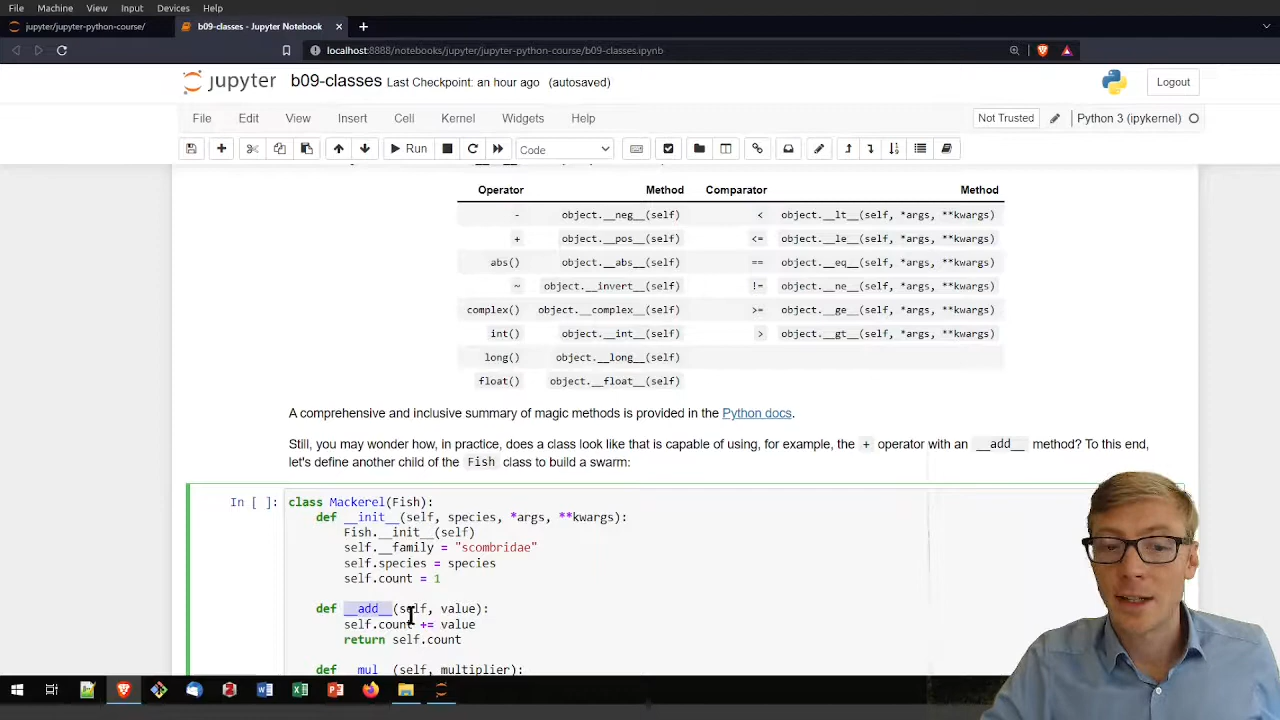 File Machine View Input Devices Help
jupyter/jupyter-python-course/ b09-classes - Jupyter Notebook
localhost:8888/notebooks/jupyter/jupyter-python-course/b09-classes.ipynb
jupyter b09-classes Last Checkpoint: an hour ago (autosaved) Logout
File Edit View Insert Cell Kernel Widgets Help Not Trusted Python 3 (ipykernel)
Run Code
Operator Method Comparator Method
- object.__neg__(self) < object.__lt__(self, *args, **kwargs)
+ object.__pos__(self) <= object.__le__(self, *args, **kwargs)
abs() object.__abs__(self) == object.__eq__(self, *args, **kwargs)
~ object.__invert__(self) != object.__ne__(self, *args, **kwargs)
complex() object.__complex__(self) >= object.__ge__(self, *args, **kwargs)
int() object.__int__(self) > object.__gt__(self, *args, **kwargs)
long() object.__long__(self)
float() object.__float__(self)
A comprehensive and inclusive summary of magic methods is provided in the Python docs.
Still, you may wonder how, in practice, does a class look like that is capable of using, for example, the + operator with an __add__ method? To this end,
let's define another child of the Fish class to build a swarm:
In [ ]: class Mackerel(Fish):
def __init__(self, species, *args, **kwargs):
Fish.__init__(self)
self.__family = "scombridae"
self.species = species
self.count = 1
def __add__(self, value):
self.count += value
return self.count
def __mul__(self, multiplier):